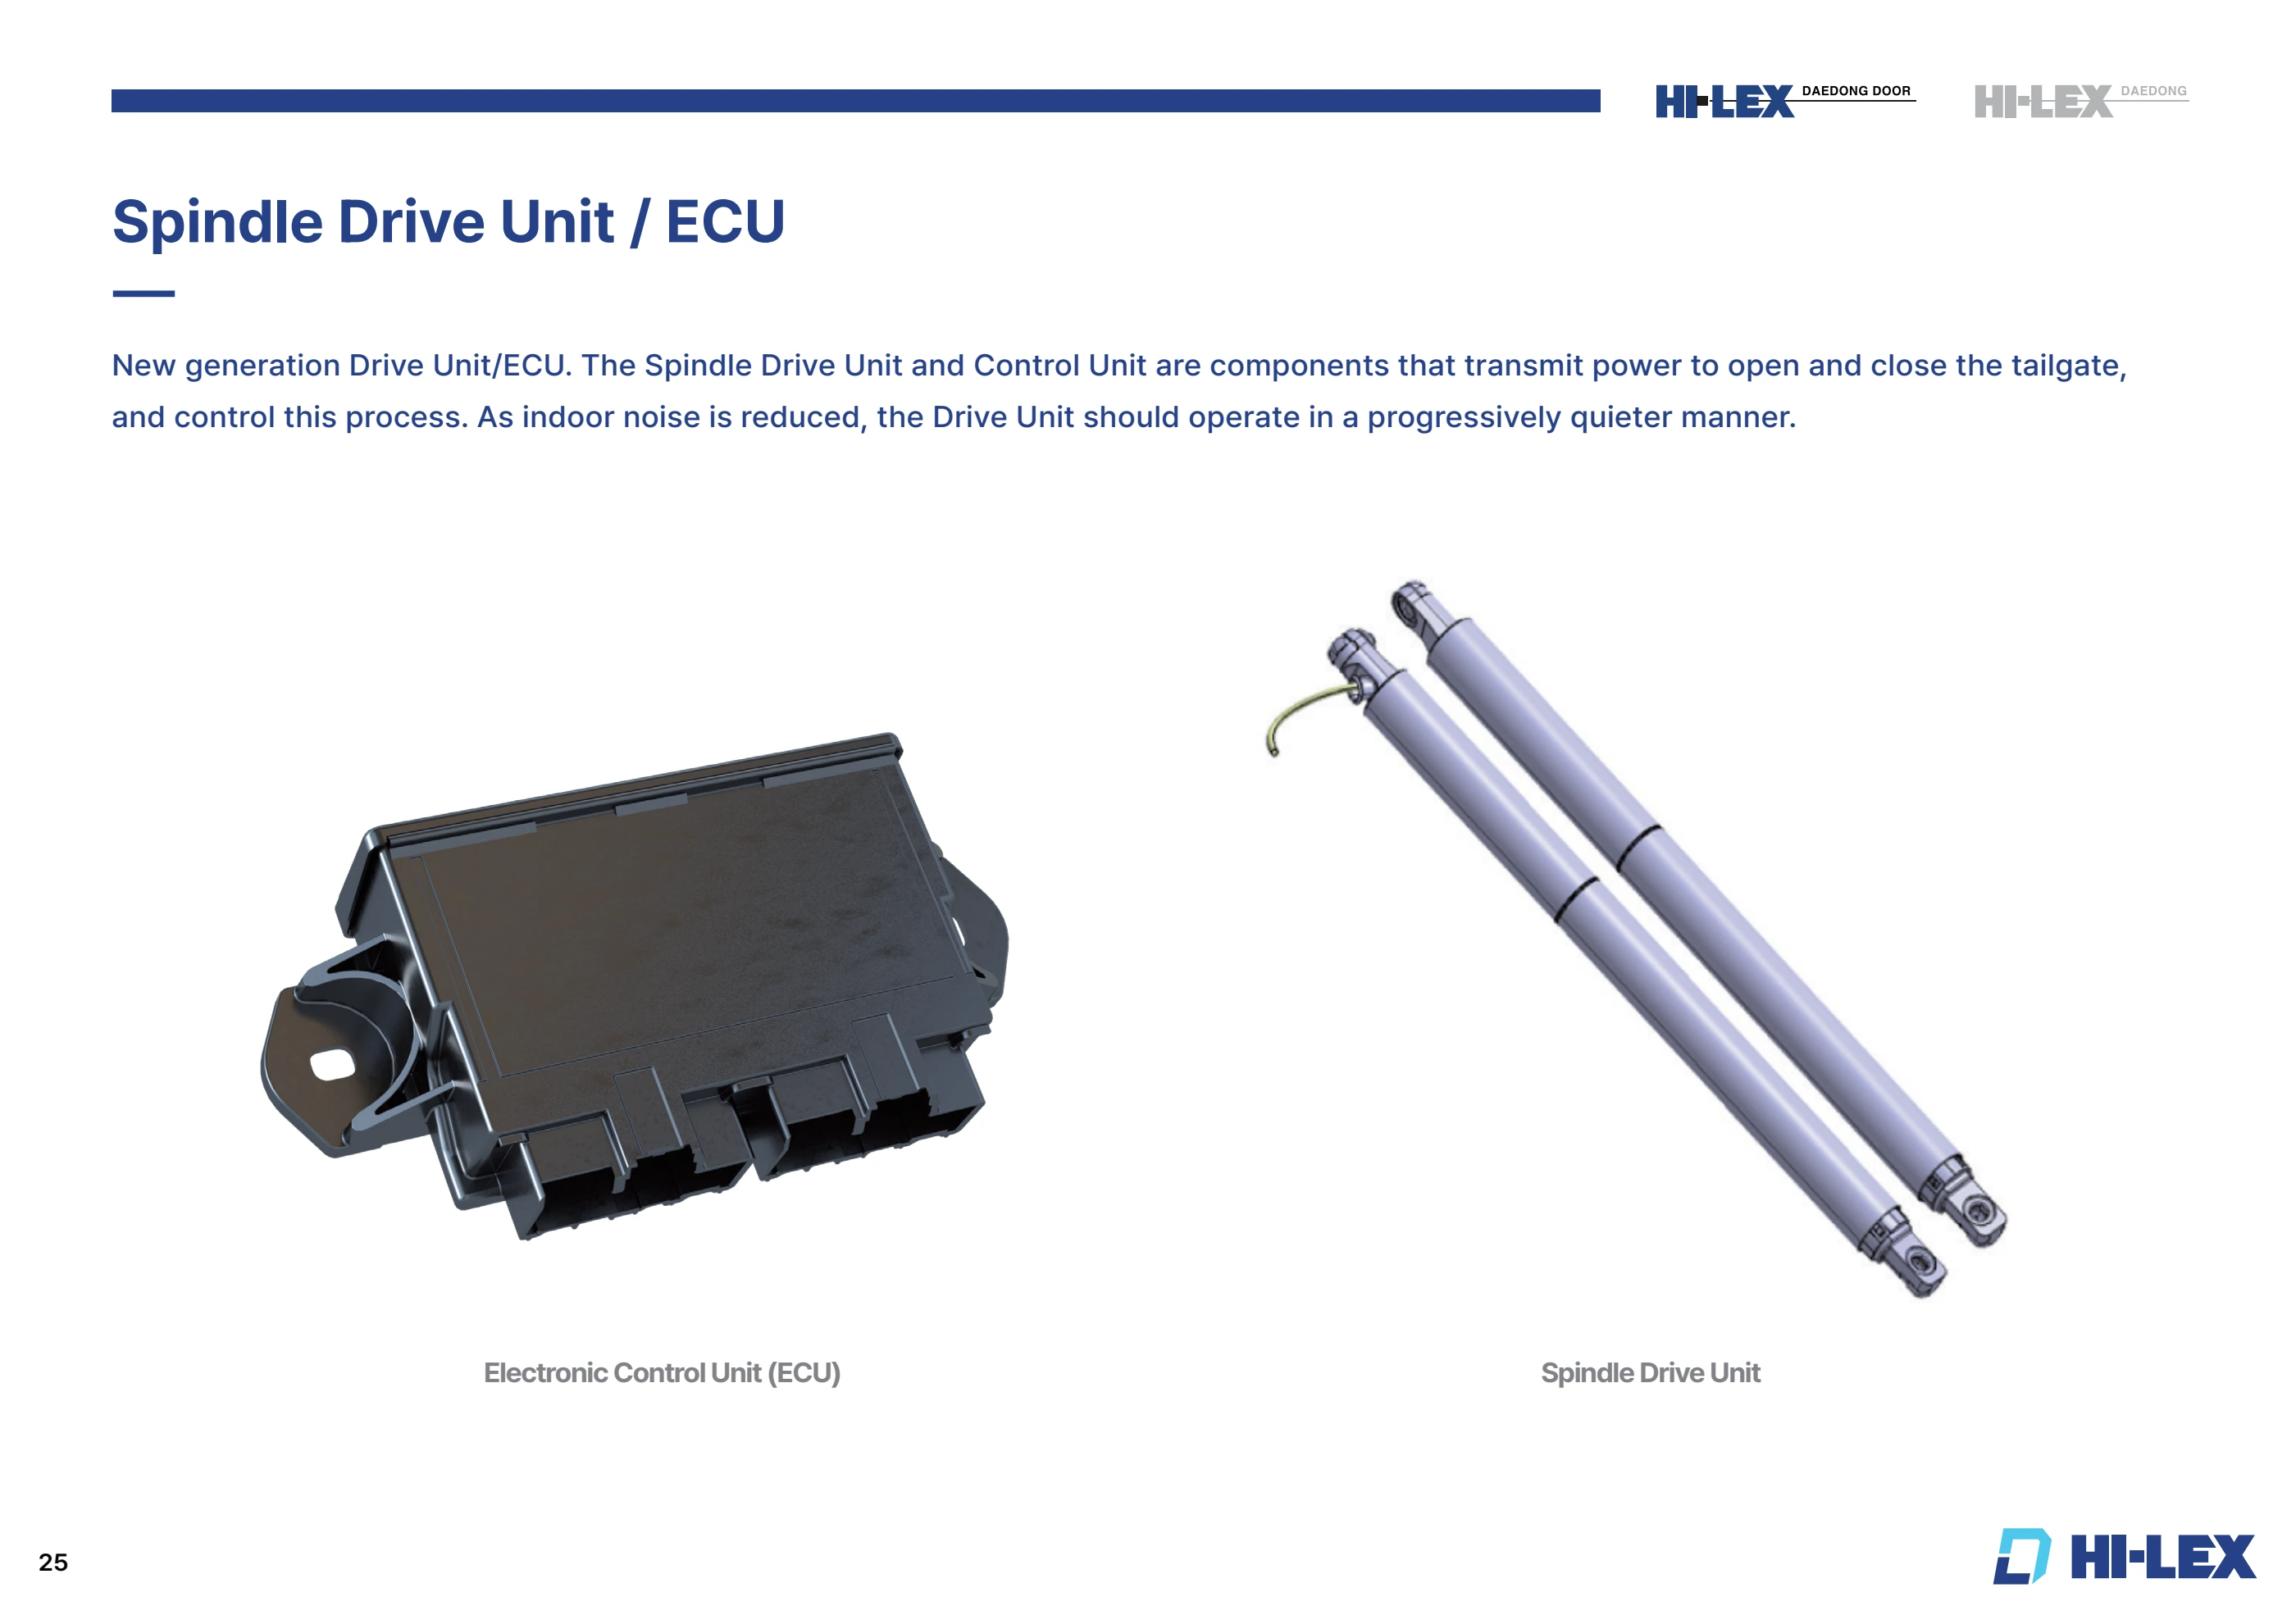 HI-LEX DAEDONG DOOR HI-LEX DAEDONG
Spindle Drive Unit / ECU
New generation Drive Unit/ECU. The Spindle Drive Unit and Control Unit are components that transmit power to open and close the tailgate,
and control this process. As indoor noise is reduced, the Drive Unit should operate in a progressively quieter manner.
Electronic Control Unit (ECU)
Spindle Drive Unit
25
HI-LEX